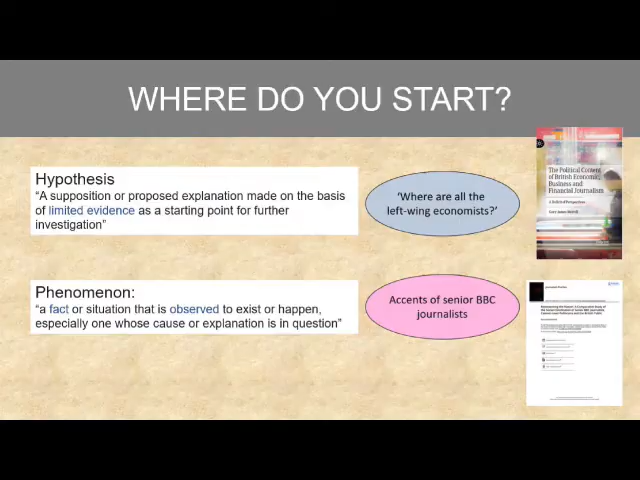 WHERE DO YOU START?
Hypothesis
“A supposition or proposed explanation made on the basis
of limited evidence as a starting point for further
investigation”
‘Where are all the
left-wing economists?’
The Political Content
of British Economic,
Business and
Financial Journalism
Phenomenon:
“a fact or situation that is observed to exist or happen,
especially one whose cause or explanation is in question”
Accents of senior BBC
journalists